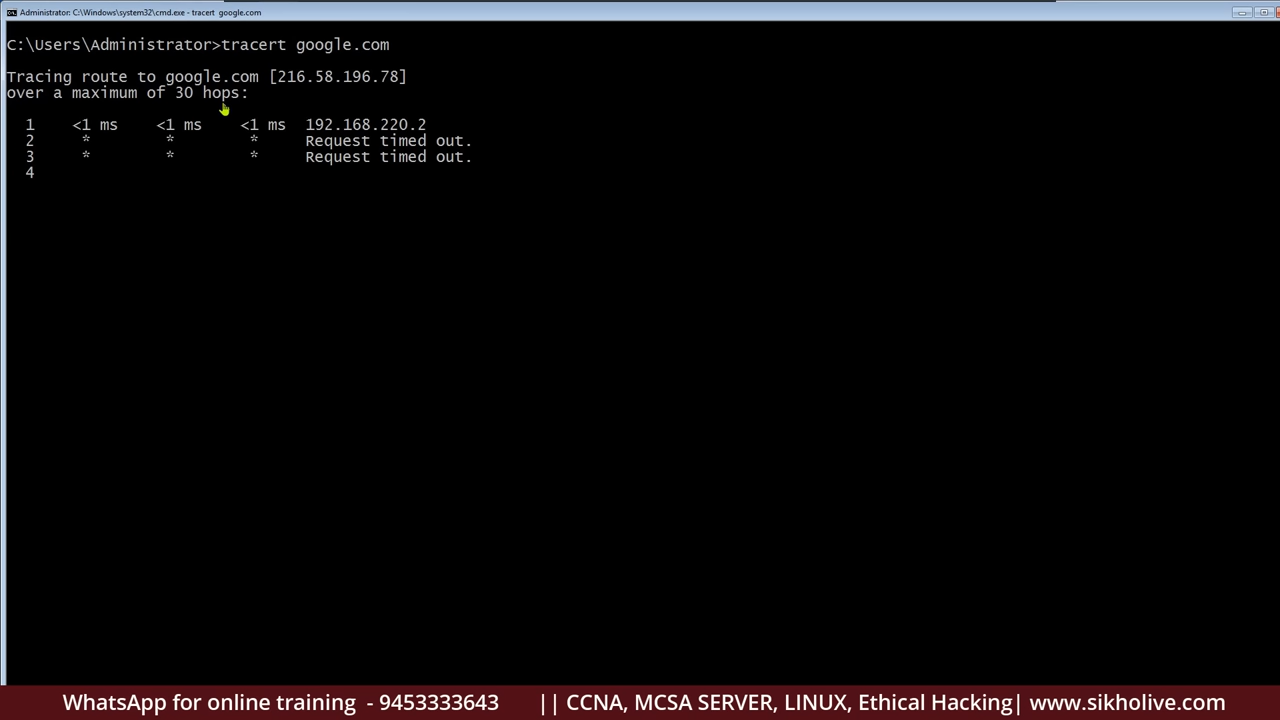 Administrator: C:\Windows\system32\cmd.exe - tracert google.com
C:\Users\Administrator>tracert google.com
Tracing route to google.com [216.58.196.78]
over a maximum of 30 hops:
1 <1 ms <1 ms <1 ms 192.168.220.2
2 * * * Request timed out.
3 * * * Request timed out.
4
WhatsApp for online training - 9453333643 || CCNA, MCSA SERVER, LINUX, Ethical Hacking| www.sikholive.com